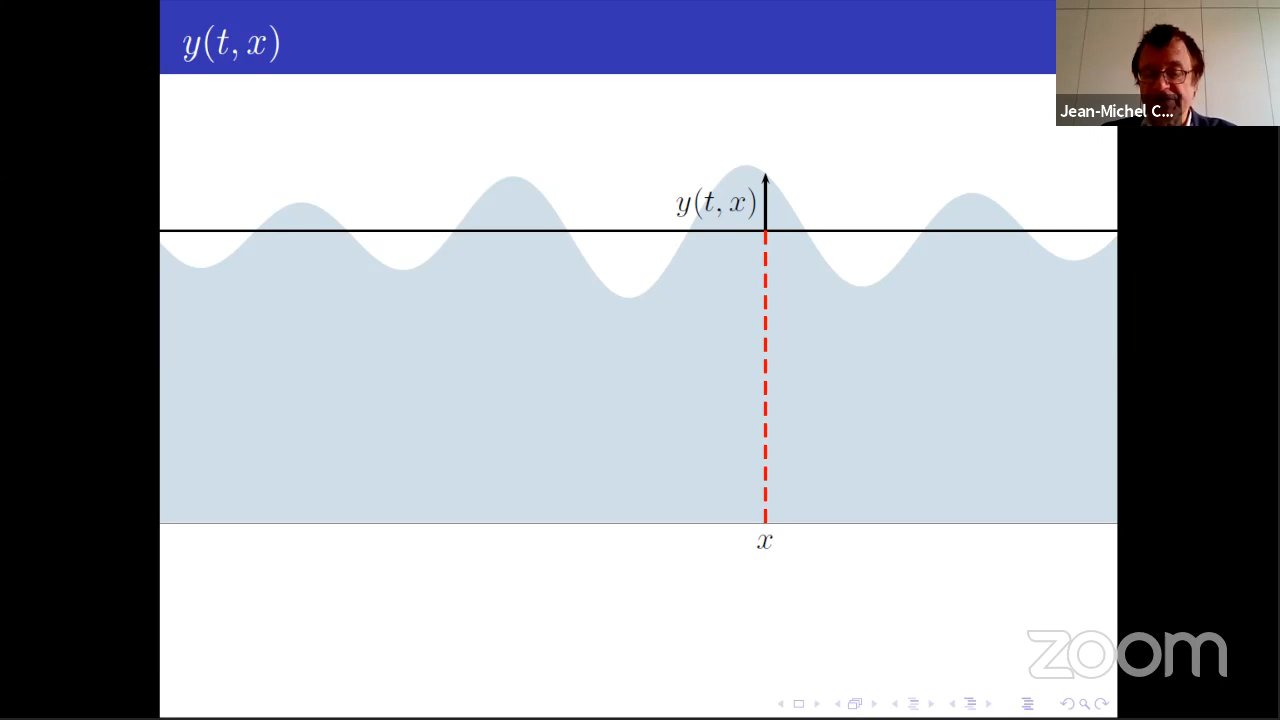 y(t, x)
Jean-Michel C...
y(t, x)
x
zoom